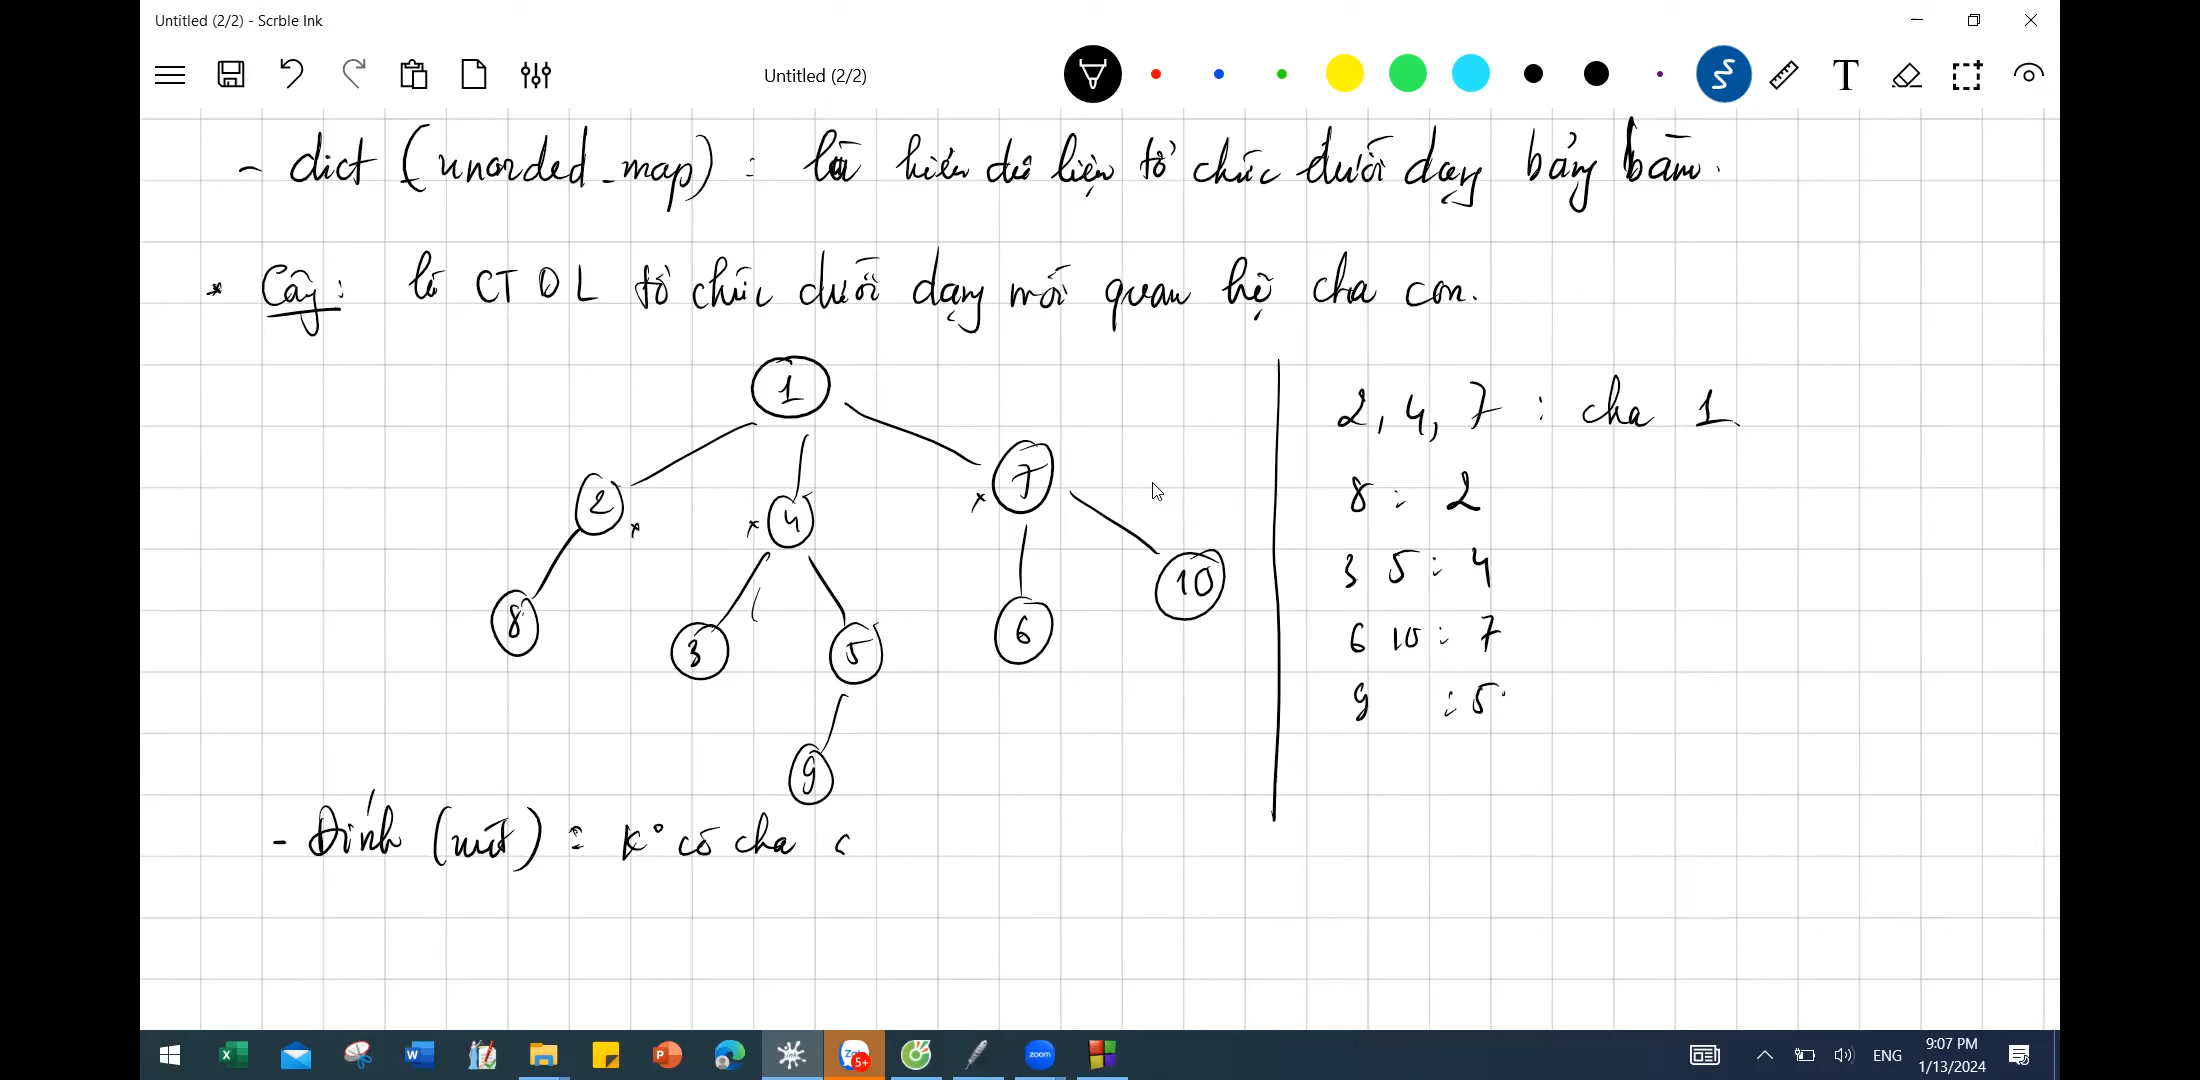 Untitled (2/2) - Scrble Ink
Untitled (2/2)
- dict (unorded_map) : là kiểu dữ liệu tổ chức dưới dạng bảng băm.
* Cây : là CTDL tổ chức dưới dạng mối quan hệ cha con.
1
2 4 7
8 3 5 6 10
9
2, 4, 7 : cha 1
8 : 2
3 5 : 4
6 10 : 7
9 : 5
- Đỉnh (nút) : K° có cha
zoom
5+
ENG
9:07 PM
1/13/2024